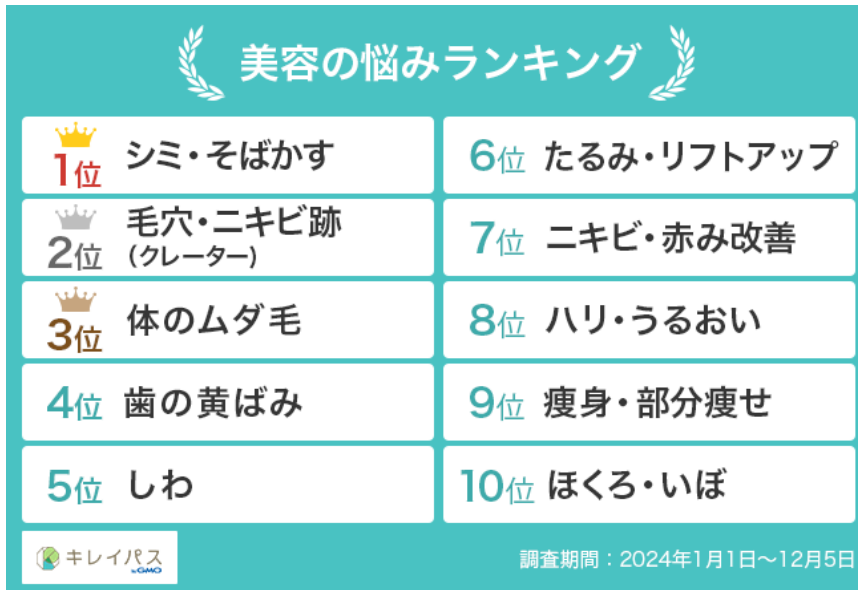 美容の悩みランキング
1位 シミ・そばかす
2位 毛穴・ニキビ跡
(クレーター)
3位 体のムダ毛
4位 歯の黄ばみ
5位 しわ
6位 たるみ・リフトアップ
7位 ニキビ・赤み改善
8位 ハリ・うるおい
9位 痩身・部分痩せ
10位 ほくろ・いぼ
キレイパス
byGMO
調査期間：2024年1月1日～12月5日